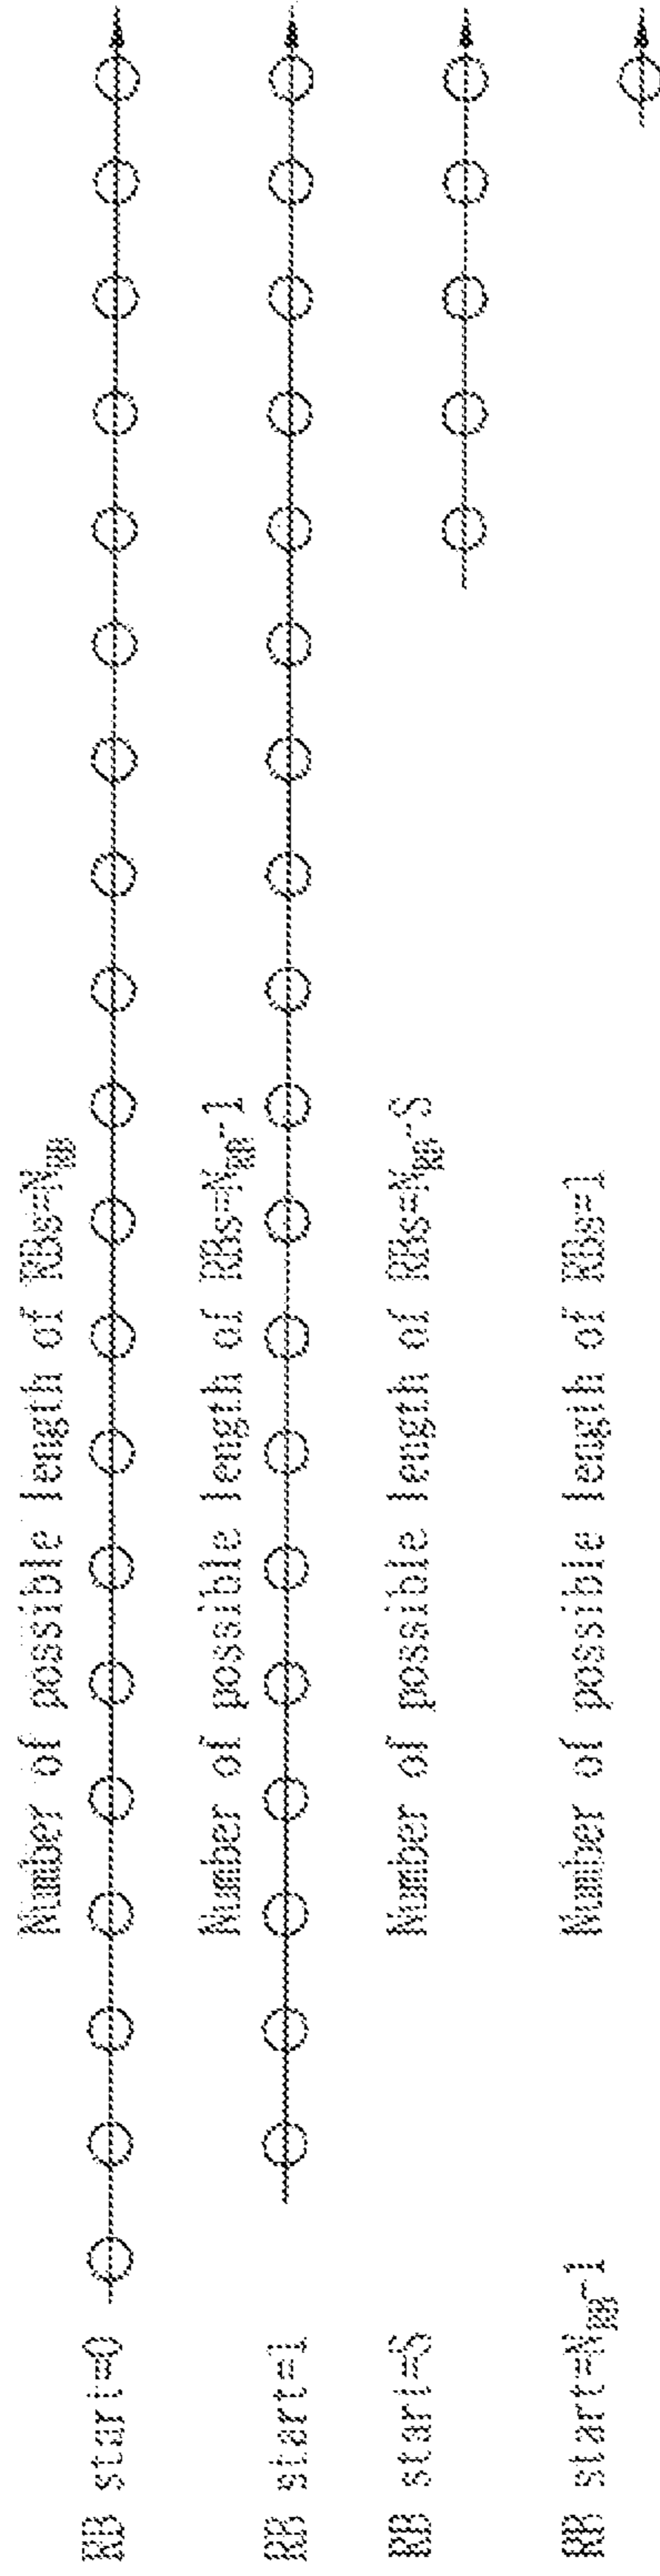 Number of possible length of RBs=N_RB
RB start=0
Number of possible length of RBs=N_RB-1
RB start=1
Number of possible length of RBs=N_RB-S
RB start=S
Number of possible length of RBs=1
RB start=N_RB-1